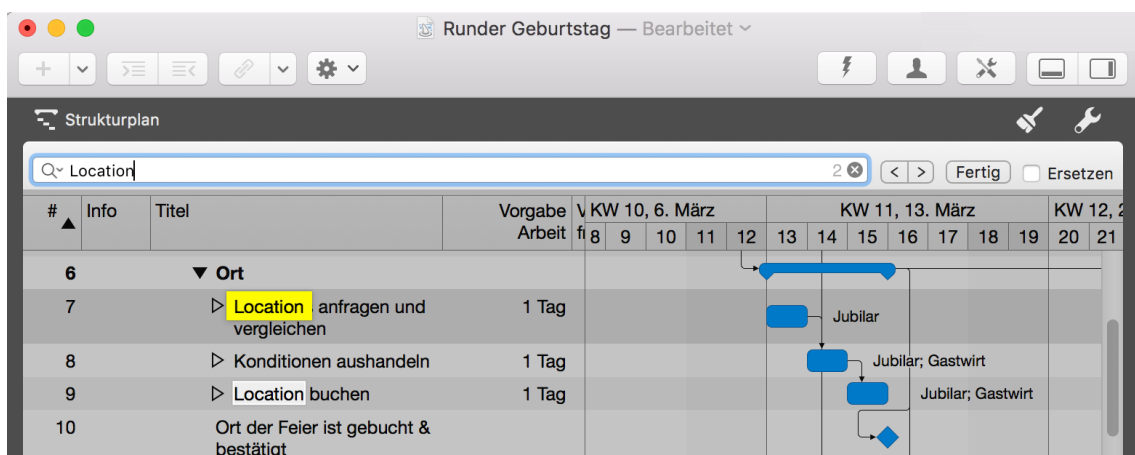 Runder Geburtstag — Bearbeitet
Strukturplan
Location 2 < > Fertig Ersetzen
# Info Titel Vorgabe Arbeit KW 10, 6. März KW 11, 13. März KW 12, 2
8 9 10 11 12 13 14 15 16 17 18 19 20 21
6 Ort
7 Location anfragen und 1 Tag Jubilar
vergleichen
8 Konditionen aushandeln 1 Tag Jubilar; Gastwirt
9 Location buchen 1 Tag Jubilar; Gastwirt
10 Ort der Feier ist gebucht &
bestätigt